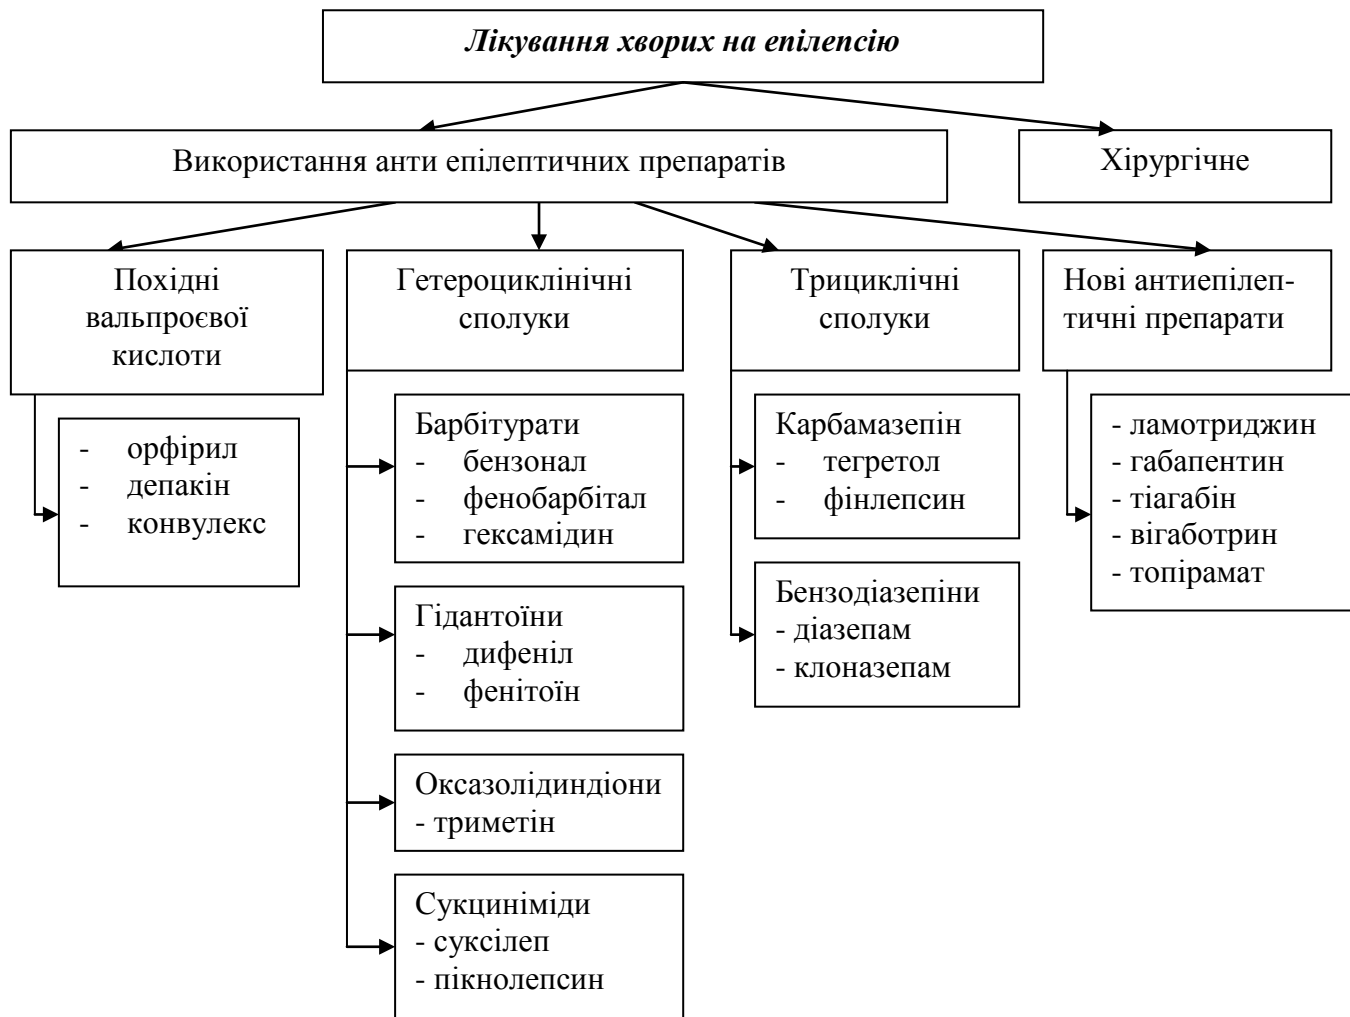 Лікування хворих на епілепсію
Використання анти епілептичних препаратів
Хірургічне
Похідні
вальпроєвої
кислоти
- орфірил
- депакін
- конвулекс
Гетероциклінічні
сполуки
Барбітурати
- бензонал
- фенобарбітал
- гексамідин
Гідантоїни
- дифеніл
- фенітоїн
Оксазолідиндіони
- триметін
Сукциніміди
- суксілеп
- пікнолепсин
Трициклічні
сполуки
Карбамазепін
- тегретол
- фінлепсин
Бензодіазепіни
- діазепам
- клоназепам
Нові антиепілеп-
тичні препарати
- ламотриджин
- габапентин
- тіагабін
- вігаботрин
- топірамат